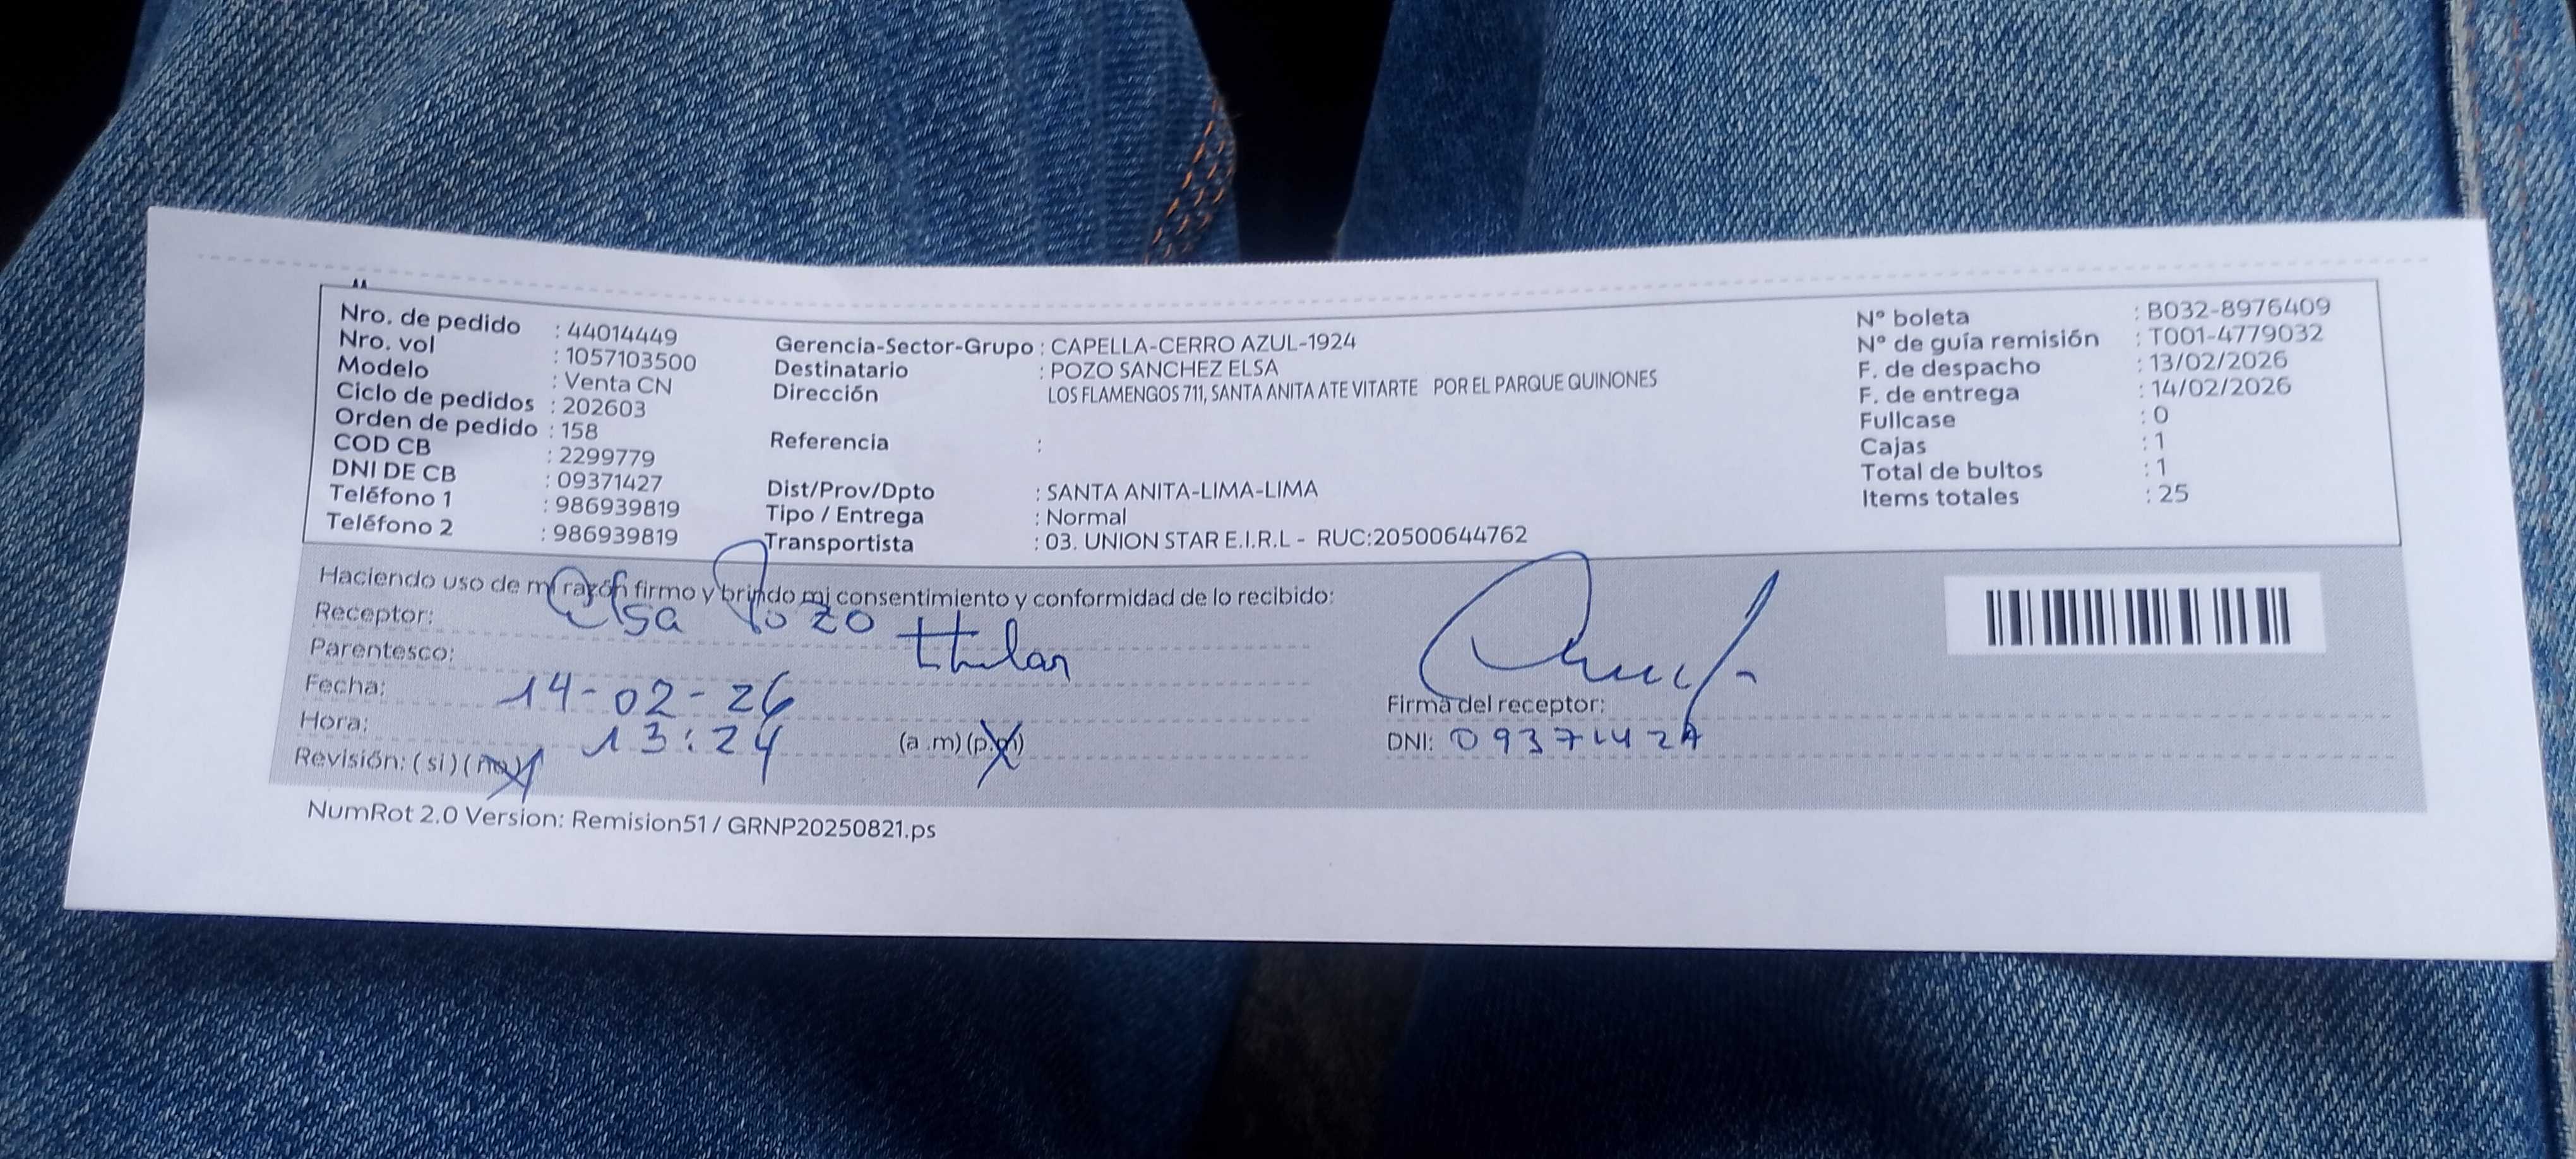 Nro. de pedido : 44014449
Nro. vol : 1057103500
Modelo : Venta CN
Ciclo de pedidos : 202603
Orden de pedido : 158
COD CB : 2299779
DNI DE CB : 09371427
Teléfono 1 : 986939819
Teléfono 2 : 986939819
Gerencia-Sector-Grupo : CAPELLA-CERRO AZUL-1924
Destinatario : POZO SANCHEZ ELSA
Dirección LOS FLAMENGOS 711, SANTA ANITA ATE VITARTE POR EL PARQUE QUINONES
Referencia :
Dist/Prov/Dpto : SANTA ANITA-LIMA-LIMA
Tipo / Entrega : Normal
Transportista : 03. UNION STAR E.I.R.L - RUC:20500644762
N° boleta : B032-8976409
N° de guía remisión : T001-4779032
F. de despacho : 13/02/2026
F. de entrega : 14/02/2026
Fullcase : 0
Cajas : 1
Total de bultos : 1
Items totales : 25
Haciendo uso de mi razón firmo y brindo mi consentimiento y conformidad de lo recibido:
Receptor: Elsa Pozo
Parentesco: titular
Fecha: 14-02-26
Hora: 13:24 (a .m) (p.m)
Revisión: ( si ) ( no )
Firma del receptor:
DNI: 09371427
NumRot 2.0 Version: Remision51 / GRNP20250821.ps